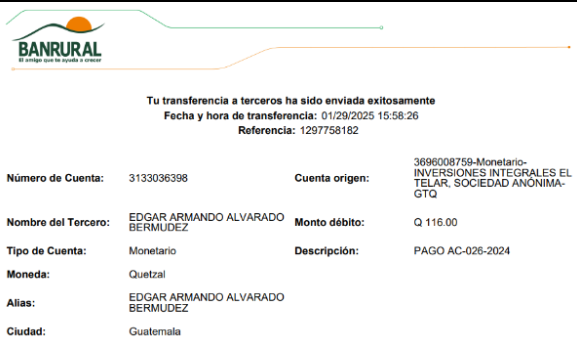 BANRURAL
El amigo que te ayuda a crecer
Tu transferencia a terceros ha sido enviada exitosamente
Fecha y hora de transferencia: 01/29/2025 15:58:26
Referencia: 1297758182
Número de Cuenta: 3133036398
Cuenta origen: 3696008759-Monetario-
INVERSIONES INTEGRALES EL
TELAR, SOCIEDAD ANÓNIMA-
GTQ
Nombre del Tercero: EDGAR ARMANDO ALVARADO
BERMUDEZ
Monto débito: Q 116.00
Tipo de Cuenta: Monetario
Descripción: PAGO AC-026-2024
Moneda: Quetzal
Alias: EDGAR ARMANDO ALVARADO
BERMUDEZ
Ciudad: Guatemala